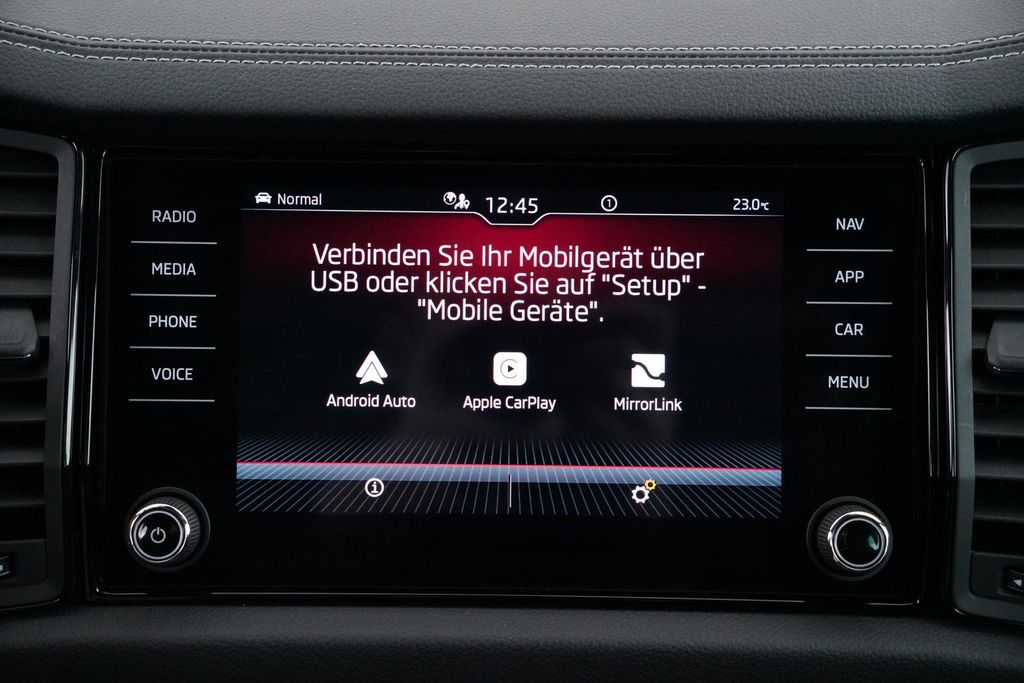 Normal
12:45
1
23.0°C
RADIO
MEDIA
PHONE
VOICE
Verbinden Sie Ihr Mobilgerät über
USB oder klicken Sie auf "Setup" -
"Mobile Geräte".
Android Auto
Apple CarPlay
MirrorLink
NAV
APP
CAR
MENU